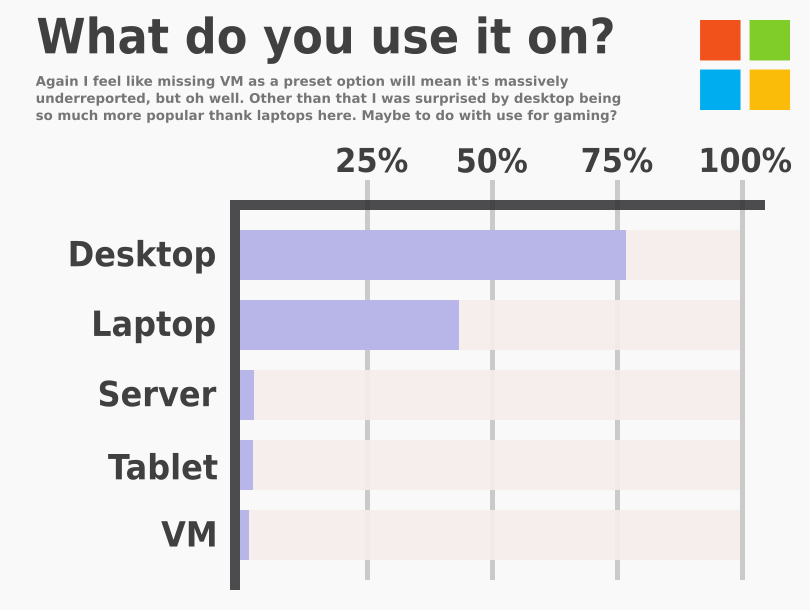 What do you use it on?
Again I feel like missing VM as a preset option will mean it's massively
underreported, but oh well. Other than that I was surprised by desktop being
so much more popular thank laptops here. Maybe to do with use for gaming?
25% 50% 75% 100%
Desktop
Laptop
Server
Tablet
VM